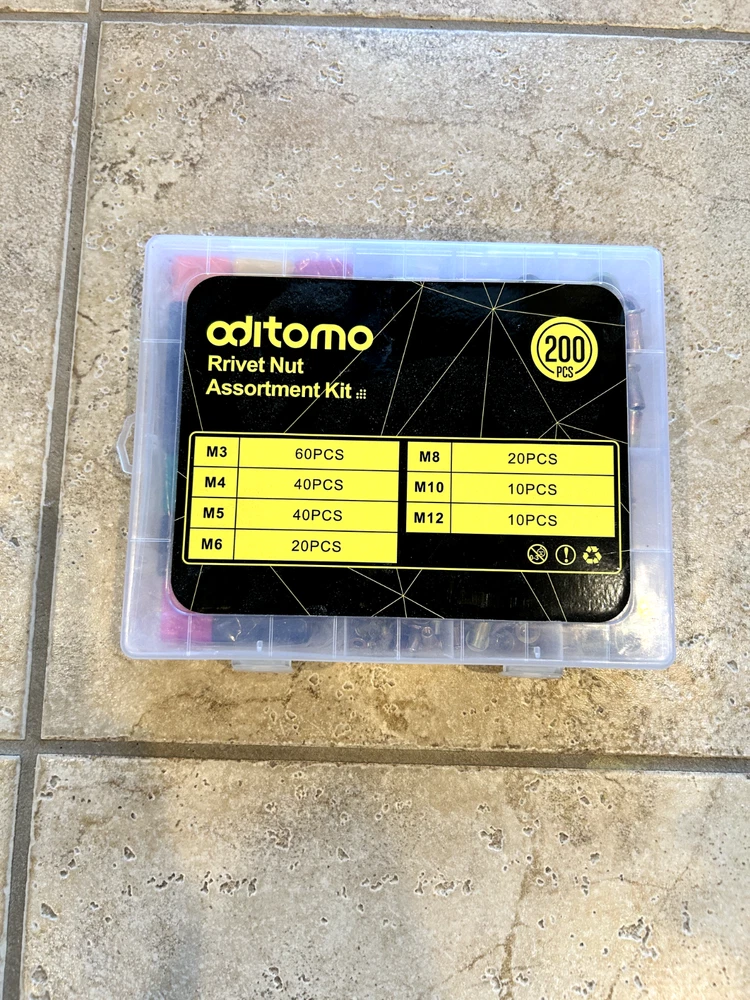 oditomo
Rrivet Nut
Assortment Kit
200
PCS
M3 60PCS
M4 40PCS
M5 40PCS
M6 20PCS
M8 20PCS
M10 10PCS
M12 10PCS